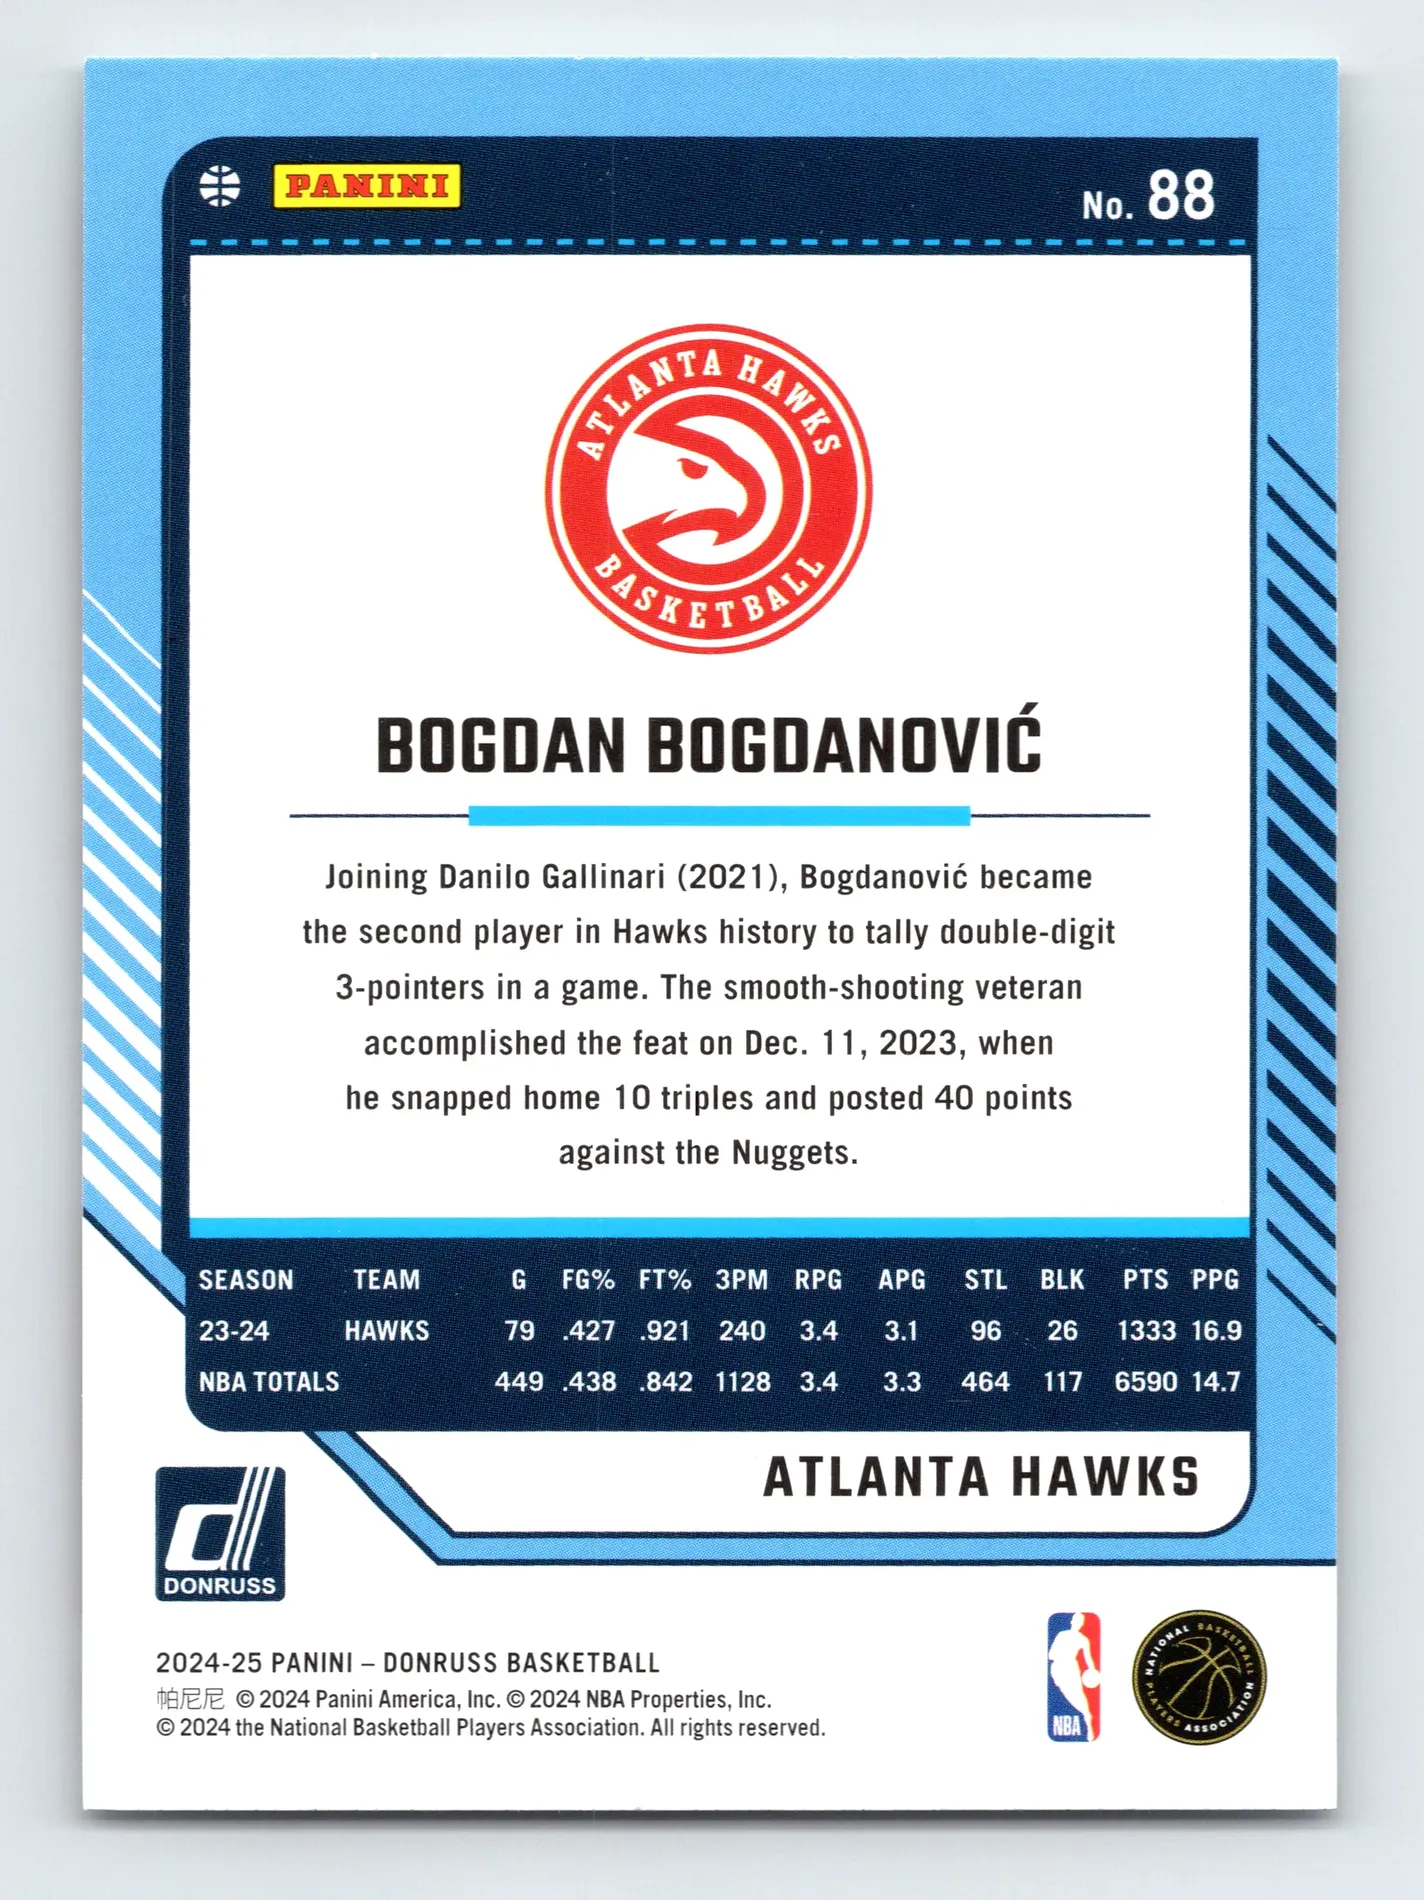 PANINI
No. 88
ATLANTA HAWKS
BASKETBALL
BOGDAN BOGDANOVIĆ
Joining Danilo Gallinari (2021), Bogdanović became
the second player in Hawks history to tally double-digit
3-pointers in a game. The smooth-shooting veteran
accomplished the feat on Dec. 11, 2023, when
he snapped home 10 triples and posted 40 points
against the Nuggets.
SEASON TEAM G FG% FT% 3PM RPG APG STL BLK PTS PPG
23-24 HAWKS 79 .427 .921 240 3.4 3.1 96 26 1333 16.9
NBA TOTALS 449 .438 .842 1128 3.4 3.3 464 117 6590 14.7
ATLANTA HAWKS
d
DONRUSS
2024-25 PANINI – DONRUSS BASKETBALL
帕尼尼 © 2024 Panini America, Inc. © 2024 NBA Properties, Inc.
© 2024 the National Basketball Players Association. All rights reserved.
NBA
NATIONAL BASKETBALL
PLAYERS ASSOCIATION